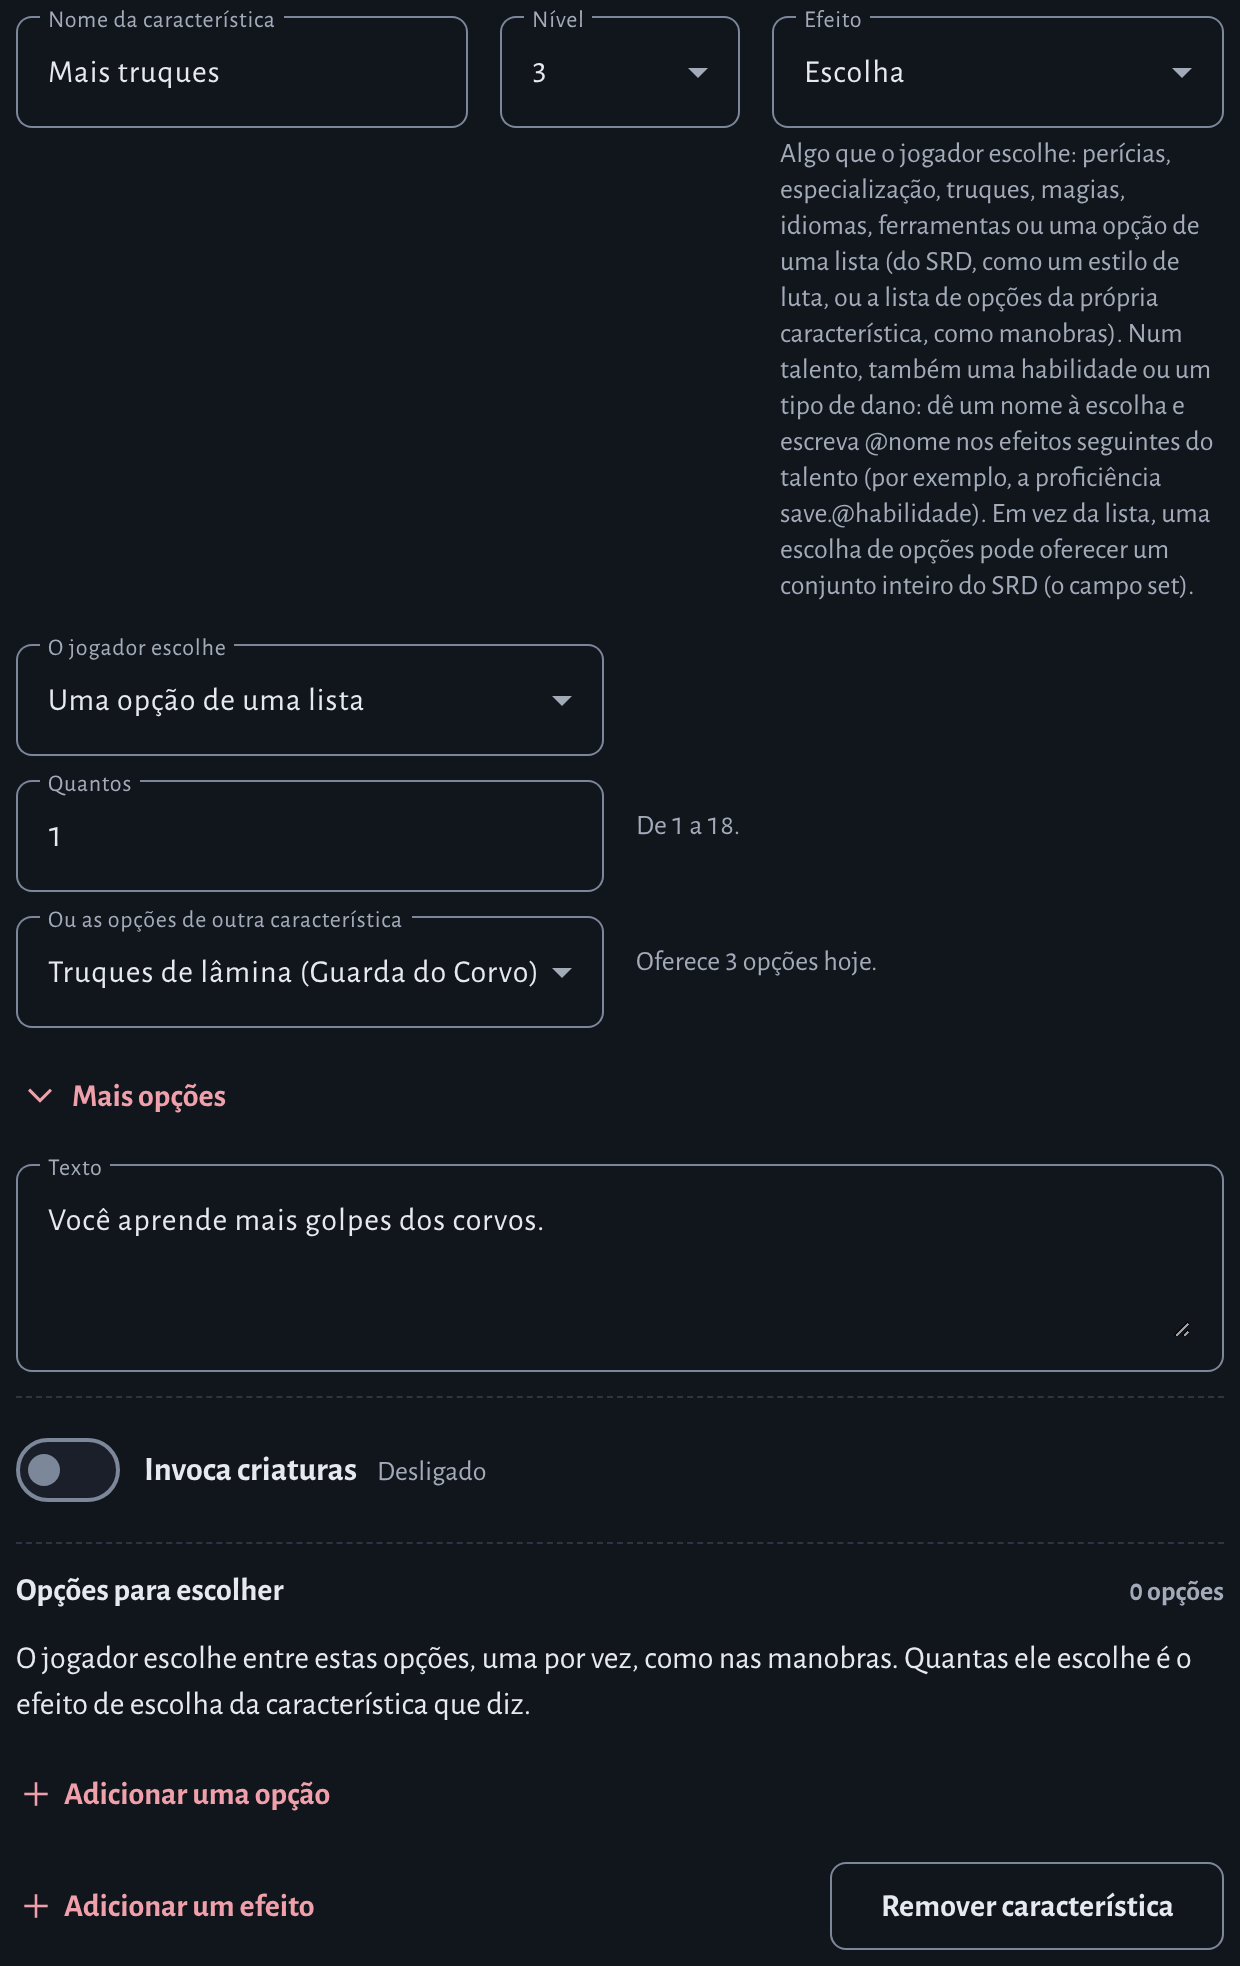 Nome da característica
Mais truques
Nível
3
Efeito
Escolha
Algo que o jogador escolhe: perícias,
especialização, truques, magias,
idiomas, ferramentas ou uma opção de
uma lista (do SRD, como um estilo de
luta, ou a lista de opções da própria
característica, como manobras). Num
talento, também uma habilidade ou um
tipo de dano: dê um nome à escolha e
escreva @nome nos efeitos seguintes do
talento (por exemplo, a proficiência
save.@habilidade). Em vez da lista, uma
escolha de opções pode oferecer um
conjunto inteiro do SRD (o campo set).
O jogador escolhe
Uma opção de uma lista
Quantos
1
De 1 a 18.
Ou as opções de outra característica
Truques de lâmina (Guarda do Corvo)
Oferece 3 opções hoje.
Mais opções
Texto
Você aprende mais golpes dos corvos.
Invoca criaturas Desligado
Opções para escolher
0 opções
O jogador escolhe entre estas opções, uma por vez, como nas manobras. Quantas ele escolhe é o
efeito de escolha da característica que diz.
+ Adicionar uma opção
+ Adicionar um efeito
Remover característica